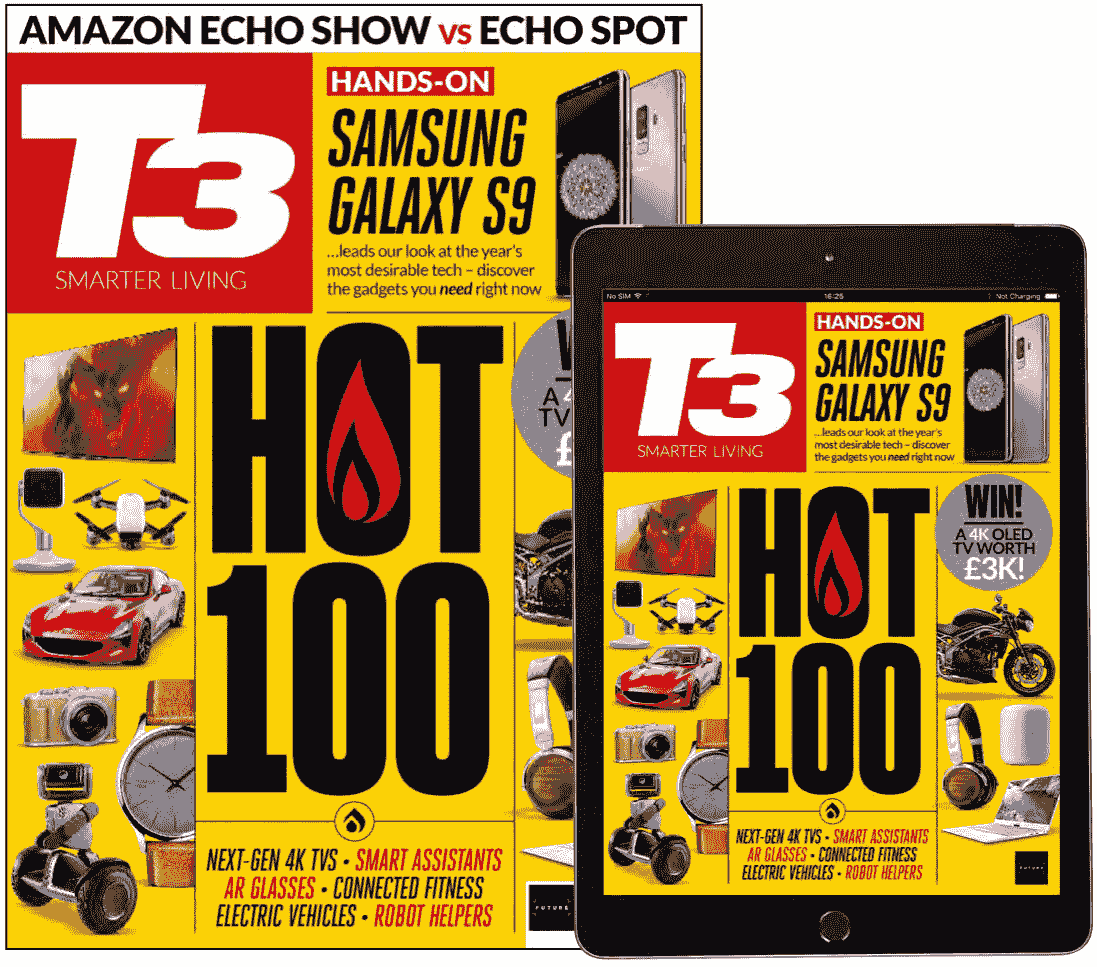 AMAZON ECHO SHOW VS ECHO SPOT
T3
SMARTER LIVING
HANDS-ON
SAMSUNG
GALAXY S9
...leads our look at the year's
most desirable tech – discover
the gadgets you need right now
HOT
100
A 4
TV
£
NEXT-GEN 4K TVS • SMART ASSISTANTS
AR GLASSES • CONNECTED FITNESS
ELECTRIC VEHICLES • ROBOT HELPERS
FUTURE
No SIM
16:25
Not Charging
T3
SMARTER LIVING
HANDS-ON
SAMSUNG
GALAXY S9
...leads our look at the year's
most desirable tech – discover
the gadgets you need right now
HOT
100
WIN!
A 4K OLED
TV WORTH
£3K!
NEXT-GEN 4K TVS • SMART ASSISTANTS
AR GLASSES • CONNECTED FITNESS
ELECTRIC VEHICLES • ROBOT HELPERS
FUTURE